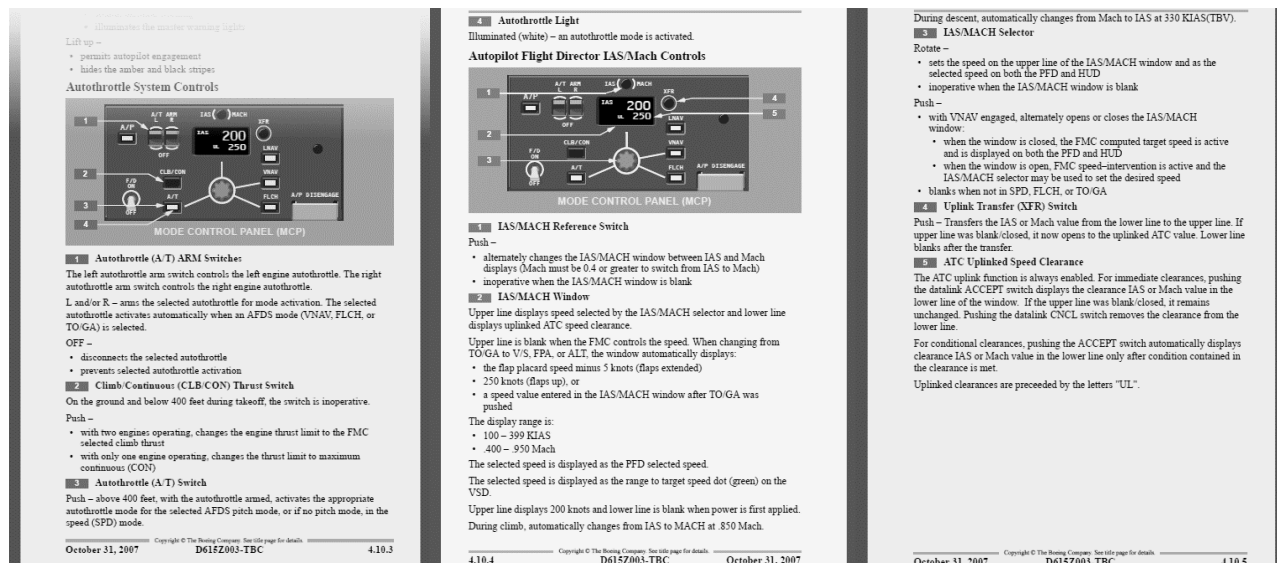 • illuminates the master warning lights
Lift up –
• permits autopilot engagement
• hides the amber and black stripes
Autothrottle System Controls
A/P
A/T ARM
L R
OFF
IAS MACH
IAS 200
UL 250
XFR
LNAV
CLB/CON
VNAV
F/D
ON
OFF
A/T
FLCH
A/P DISENGAGE
1
2
3
4
MODE CONTROL PANEL (MCP)
1 Autothrottle (A/T) ARM Switches
The left autothrottle arm switch controls the left engine autothrottle. The right
autothrottle arm switch controls the right engine autothrottle.
L and/or R – arms the selected autothrottle for mode activation. The selected
autothrottle activates automatically when an AFDS mode (VNAV, FLCH, or
TO/GA) is selected.
OFF –
• disconnects the selected autothrottle
• prevents selected autothrottle activation
2 Climb/Continuous (CLB/CON) Thrust Switch
On the ground and below 400 feet during takeoff, the switch is inoperative.
Push –
• with two engines operating, changes the engine thrust limit to the FMC
selected climb thrust
• with only one engine operating, changes the thrust limit to maximum
continuous (CON)
3 Autothrottle (A/T) Switch
Push – above 400 feet, with the autothrottle armed, activates the appropriate
autothrottle mode for the selected AFDS pitch mode, or if no pitch mode, in the
speed (SPD) mode.
Copyright © The Boeing Company. See title page for details.
October 31, 2007 D615Z003-TBC 4.10.3
4 Autothrottle Light
Illuminated (white) – an autothrottle mode is activated.
Autopilot Flight Director IAS/Mach Controls
A/P
A/T ARM
L R
OFF
IAS MACH
IAS 200
UL 250
XFR
LNAV
CLB/CON
VNAV
F/D
ON
OFF
A/T
FLCH
A/P DISENGAGE
1
2
3
4
5
MODE CONTROL PANEL (MCP)
1 IAS/MACH Reference Switch
Push –
• alternately changes the IAS/MACH window between IAS and Mach
displays (Mach must be 0.4 or greater to switch from IAS to Mach)
• inoperative when the IAS/MACH window is blank
2 IAS/MACH Window
Upper line displays speed selected by the IAS/MACH selector and lower line
displays uplinked ATC speed clearance.
Upper line is blank when the FMC controls the speed. When changing from
TO/GA to V/S, FPA, or ALT, the window automatically displays:
• the flap placard speed minus 5 knots (flaps extended)
• 250 knots (flaps up), or
• a speed value entered in the IAS/MACH window after TO/GA was
pushed
The display range is:
• 100 – 399 KIAS
• .400 – .950 Mach
The selected speed is displayed as the PFD selected speed.
The selected speed is displayed as the range to target speed dot (green) on the
VSD.
Upper line displays 200 knots and lower line is blank when power is first applied.
During climb, automatically changes from IAS to MACH at .850 Mach.
Copyright © The Boeing Company. See title page for details.
4.10.4 D615Z003-TBC October 31, 2007
During descent, automatically changes from Mach to IAS at 330 KIAS(TBV).
3 IAS/MACH Selector
Rotate –
• sets the speed on the upper line of the IAS/MACH window and as the
selected speed on both the PFD and HUD
• inoperative when the IAS/MACH window is blank
Push –
• with VNAV engaged, alternately opens or closes the IAS/MACH
window:
• when the window is closed, the FMC computed target speed is active
and is displayed on both the PFD and HUD
• when the window is open, FMC speed–intervention is active and the
IAS/MACH selector may be used to set the desired speed
• blanks when not in SPD, FLCH, or TO/GA
4 Uplink Transfer (XFR) Switch
Push – Transfers the IAS or Mach value from the lower line to the upper line. If
upper line was blank/closed, it now opens to the uplinked ATC value. Lower line
blanks after the transfer.
5 ATC Uplinked Speed Clearance
The ATC uplink function is always enabled. For immediate clearances, pushing
the datalink ACCEPT switch displays the clearance IAS or Mach value in the
lower line of the window. If the upper line was blank/closed, it remains
unchanged. Pushing the datalink CNCL switch removes the clearance from the
lower line.
For conditional clearances, pushing the ACCEPT switch automatically displays
clearance IAS or Mach value in the lower line only after condition contained in
the clearance is met.
Uplinked clearances are preceeded by the letters "UL".
Copyright © The Boeing Company. See title page for details.
October 31, 2007 D615Z003-TBC 4.10.5